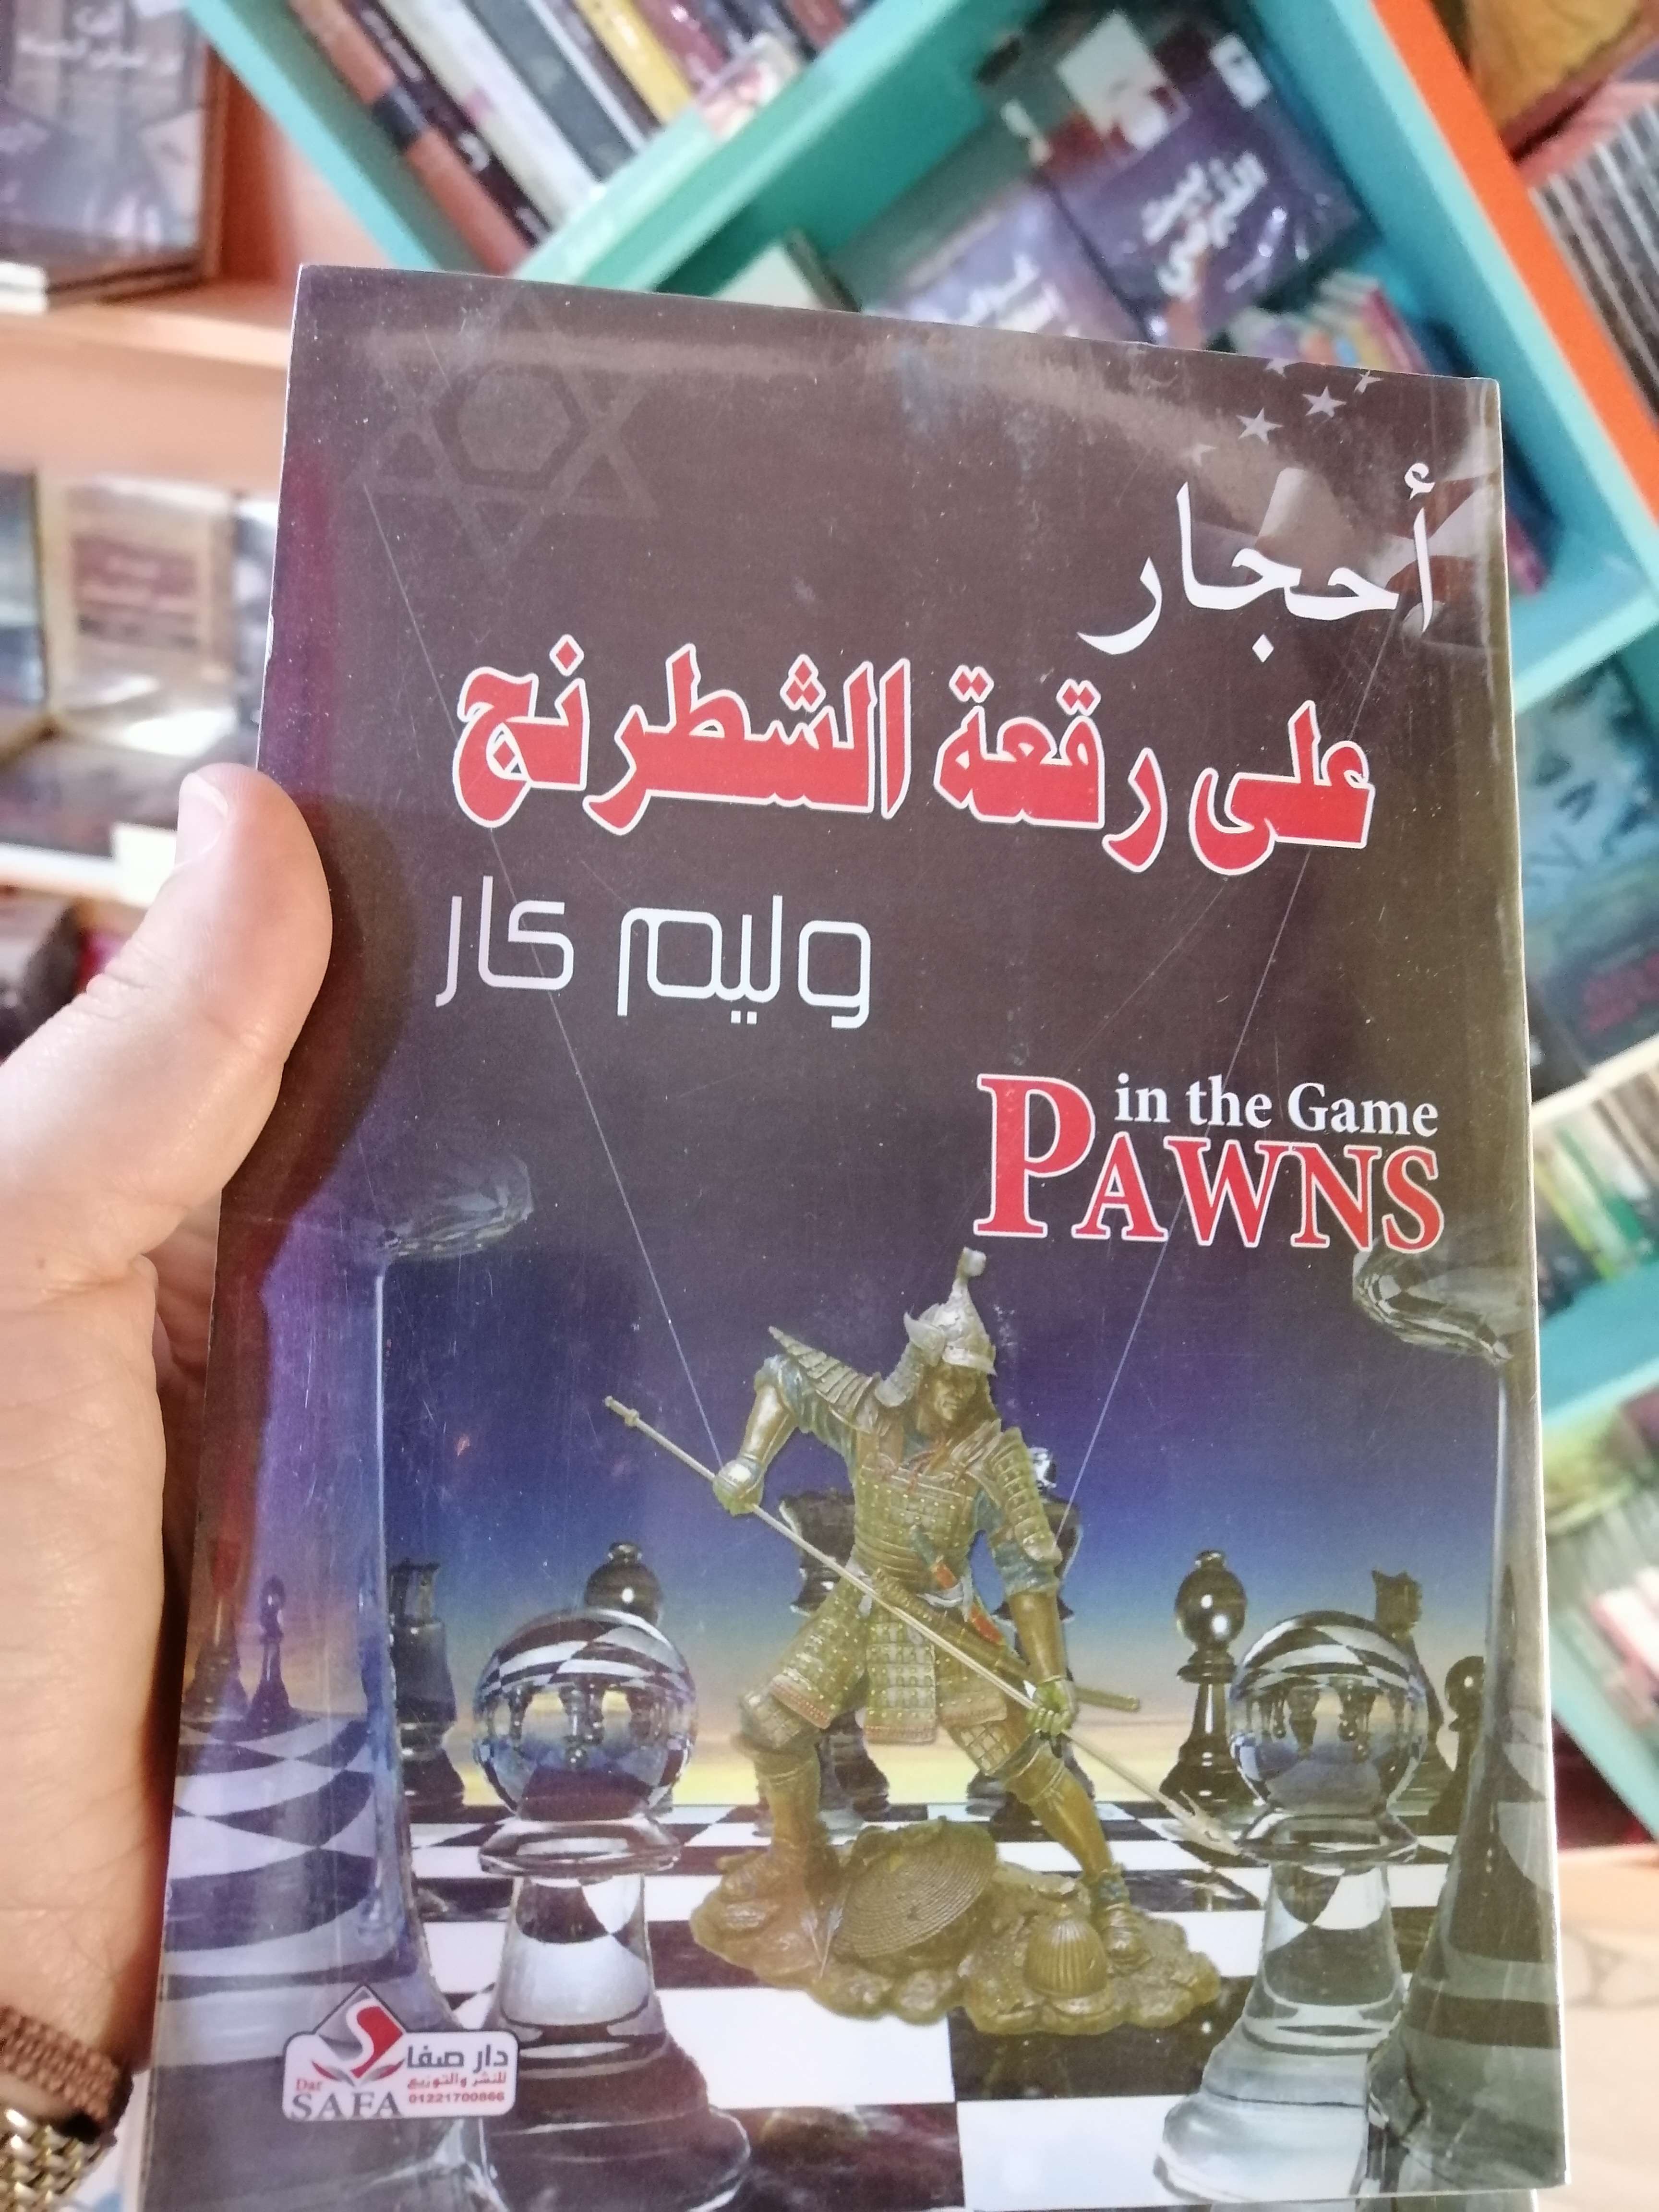 أحجار
على رقعة الشطرنج
وليم كار
in the Game
PAWNS
دار صفا
للنشر والتوزيع
01221700866
Dar
SAFA